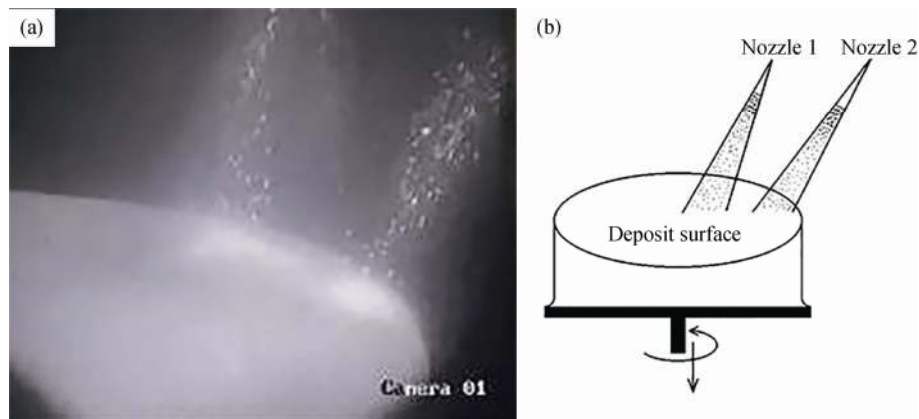 (a)
Camera 01
(b)
Nozzle 1
Nozzle 2
Deposit surface